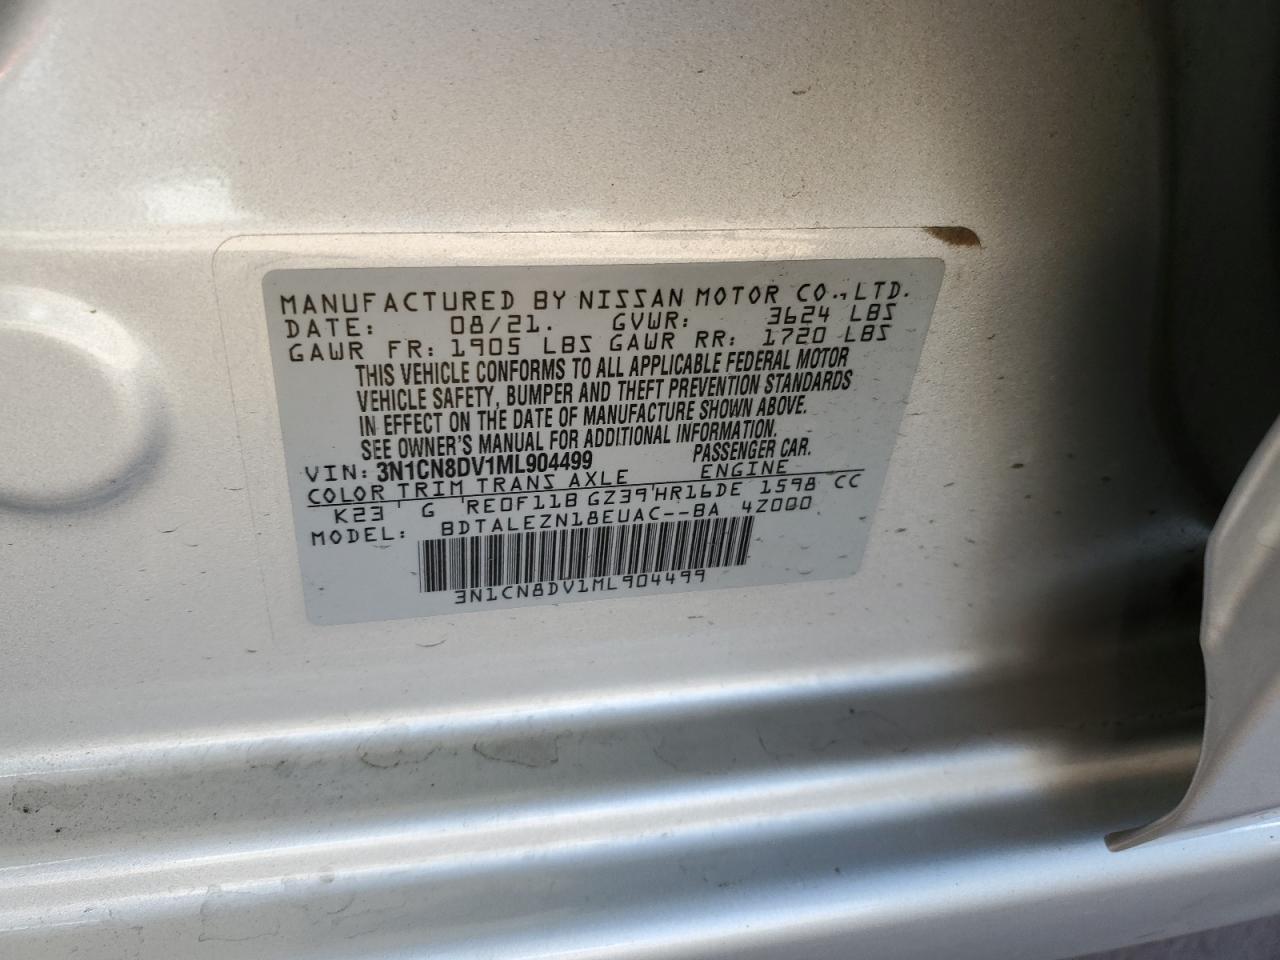 MANUFACTURED BY NISSAN MOTOR CO.,LTD.
DATE: 08/21. GVWR: 3624 LBS
GAWR FR: 1905 LBS GAWR RR: 1720 LBS
THIS VEHICLE CONFORMS TO ALL APPLICABLE FEDERAL MOTOR
VEHICLE SAFETY, BUMPER AND THEFT PREVENTION STANDARDS
IN EFFECT ON THE DATE OF MANUFACTURE SHOWN ABOVE.
SEE OWNER'S MANUAL FOR ADDITIONAL INFORMATION.
VIN: 3N1CN8DV1ML904499 PASSENGER CAR.
COLOR TRIM TRANS AXLE ENGINE
K23 G RE0F11B GZ39 HR16DE 1598 CC
MODEL: BDTALEZN18EUAC--BA 4Z000
3N1CN8DV1ML904499